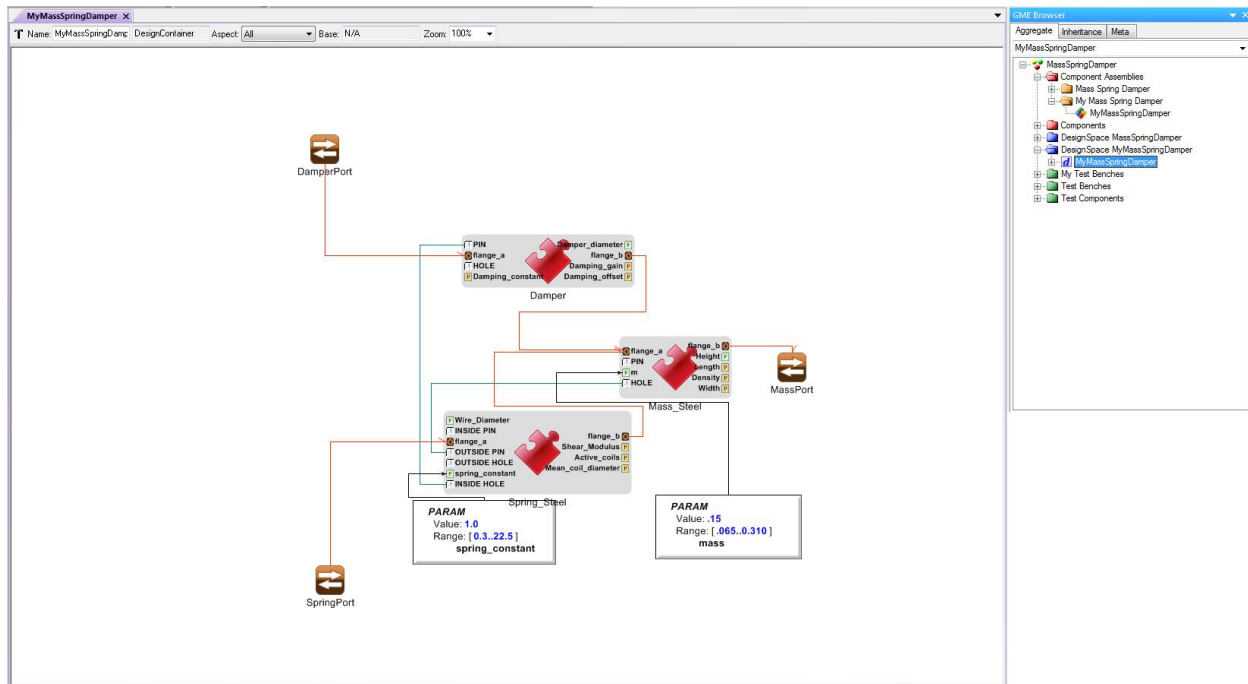 MyMassSpringDamper X
T Name: MyMassSpringDamp DesignContainer Aspect: All Base: N/A Zoom: 100%
DamperPort
PIN Damper_diameter P
flange_a flange_b
HOLE Damping_gain P
P Damping_constant Damping_offset P
Damper
flange_a flange_b
PIN Height P
P m Length P
HOLE Density P
Width P
Mass_Steel
MassPort
P Wire_Diameter
INSIDE PIN
flange_a flange_b
OUTSIDE PIN Shear_Modulus P
OUTSIDE HOLE Active_coils P
P spring_constant Mean_coil_diameter P
INSIDE HOLE
Spring_Steel
PARAM
Value: 1.0
Range: [ 0.3..22.5 ]
spring_constant
PARAM
Value: .15
Range: [ .065..0.310 ]
mass
SpringPort
GME Browser
Aggregate Inheritance Meta
MyMassSpringDamper
MassSpringDamper
Component Assemblies
Mass Spring Damper
My Mass Spring Damper
MyMassSpringDamper
Components
DesignSpace MassSpringDamper
DesignSpace MyMassSpringDamper
d MyMassSpringDamper
My Test Benches
Test Benches
Test Components